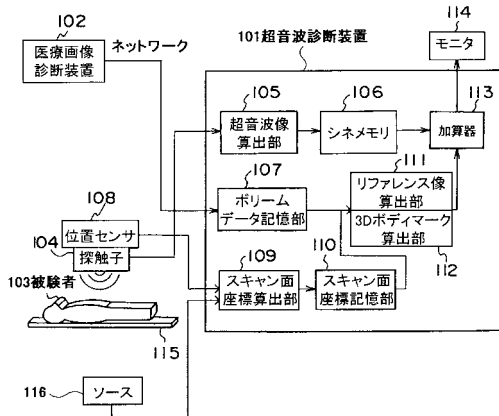 102
医療画像
診断装置
ネットワーク
101超音波診断装置
114
モニタ
105
超音波像
算出部
106
シネメモリ
113
加算器
107
ボリーム
データ記憶部
111
リファレンス像
算出部
3Dボディマーク
算出部
112
108
位置センサ
104
探触子
109
スキャン面
座標算出部
110
スキャン面
座標記憶部
103被験者
115
116
ソース